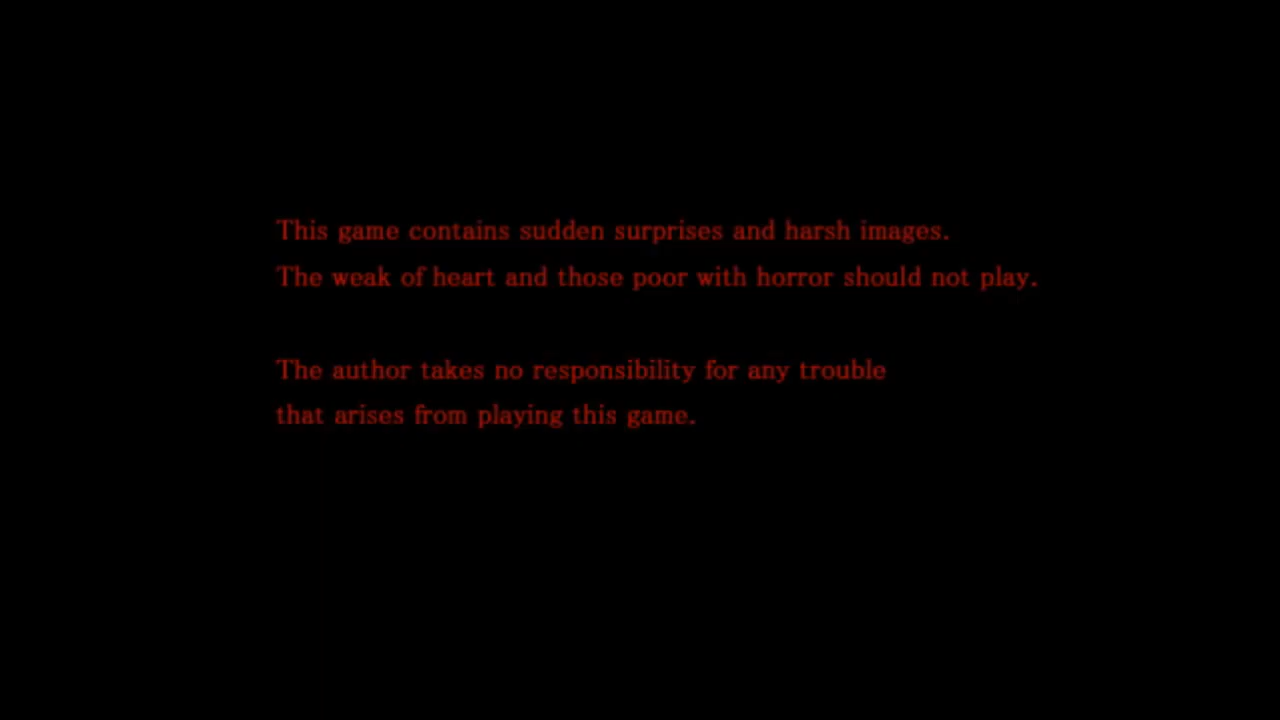 This game contains sudden surprises and harsh images.
The weak of heart and those poor with horror should not play.
The author takes no responsibility for any trouble
that arises from playing this game.